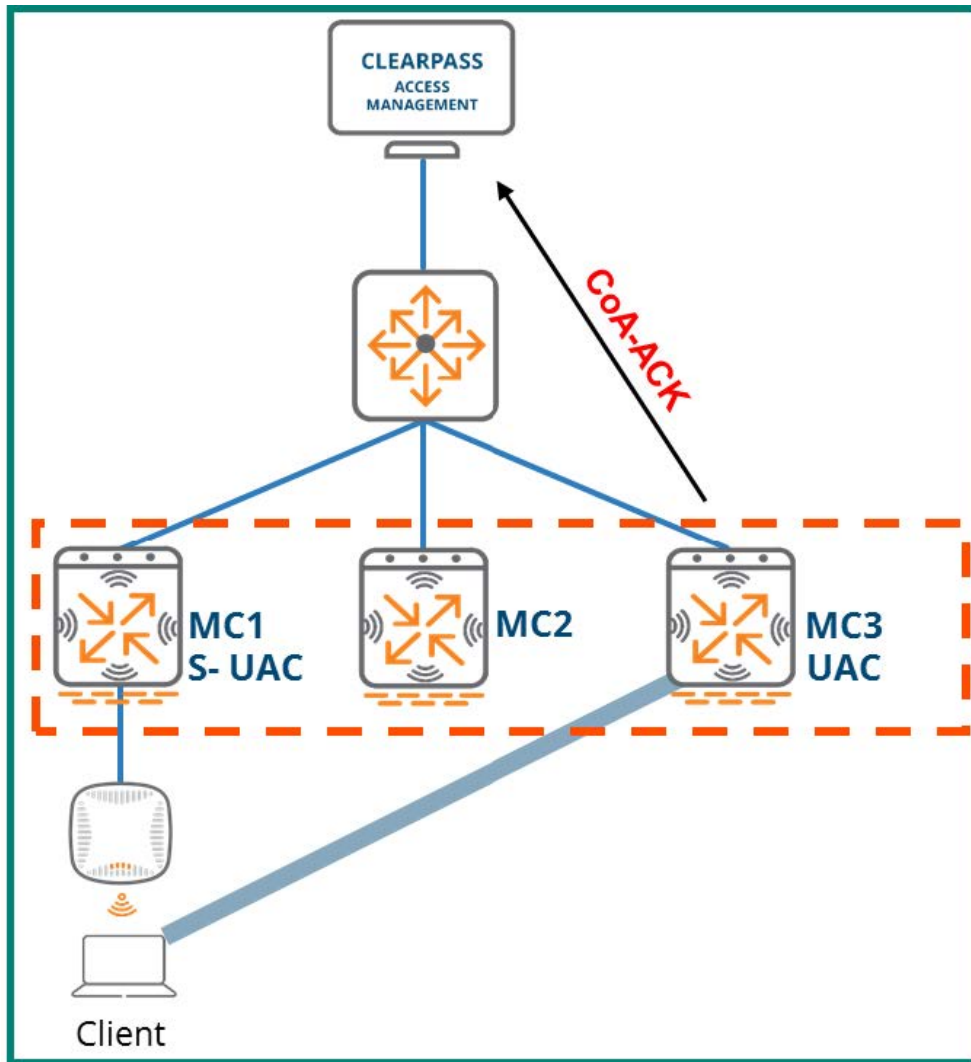 CLEARPASS
ACCESS
MANAGEMENT
CoA-ACK
MC1
S- UAC
MC2
MC3
UAC
Client